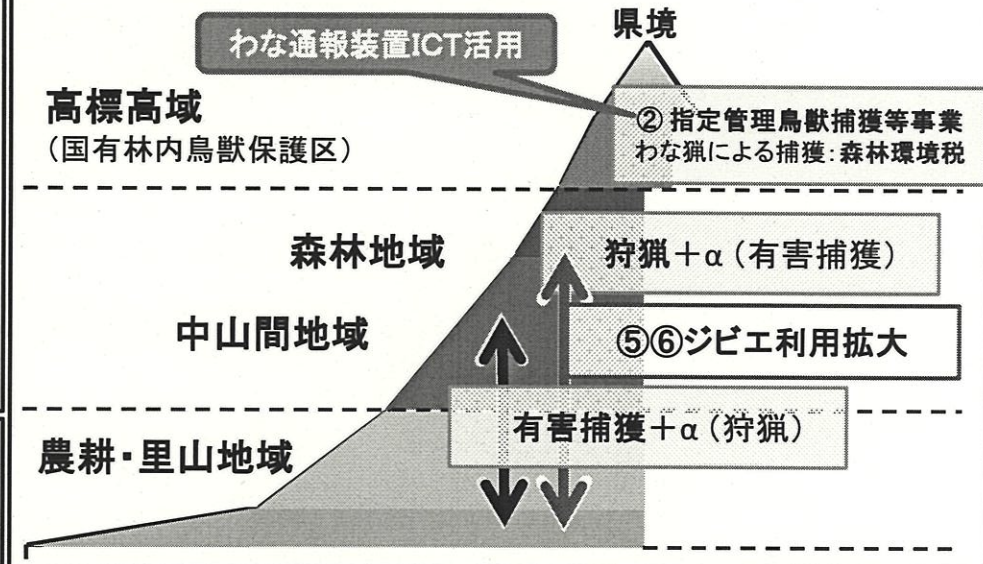 県境
わな通報装置ICT活用
高標高域
(国有林内鳥獣保護区)
② 指定管理鳥獣捕獲等事業
わな猟による捕獲:森林環境税
森林地域
狩猟+α(有害捕獲)
中山間地域
⑤⑥ジビエ利用拡大
有害捕獲+α(狩猟)
農耕・里山地域